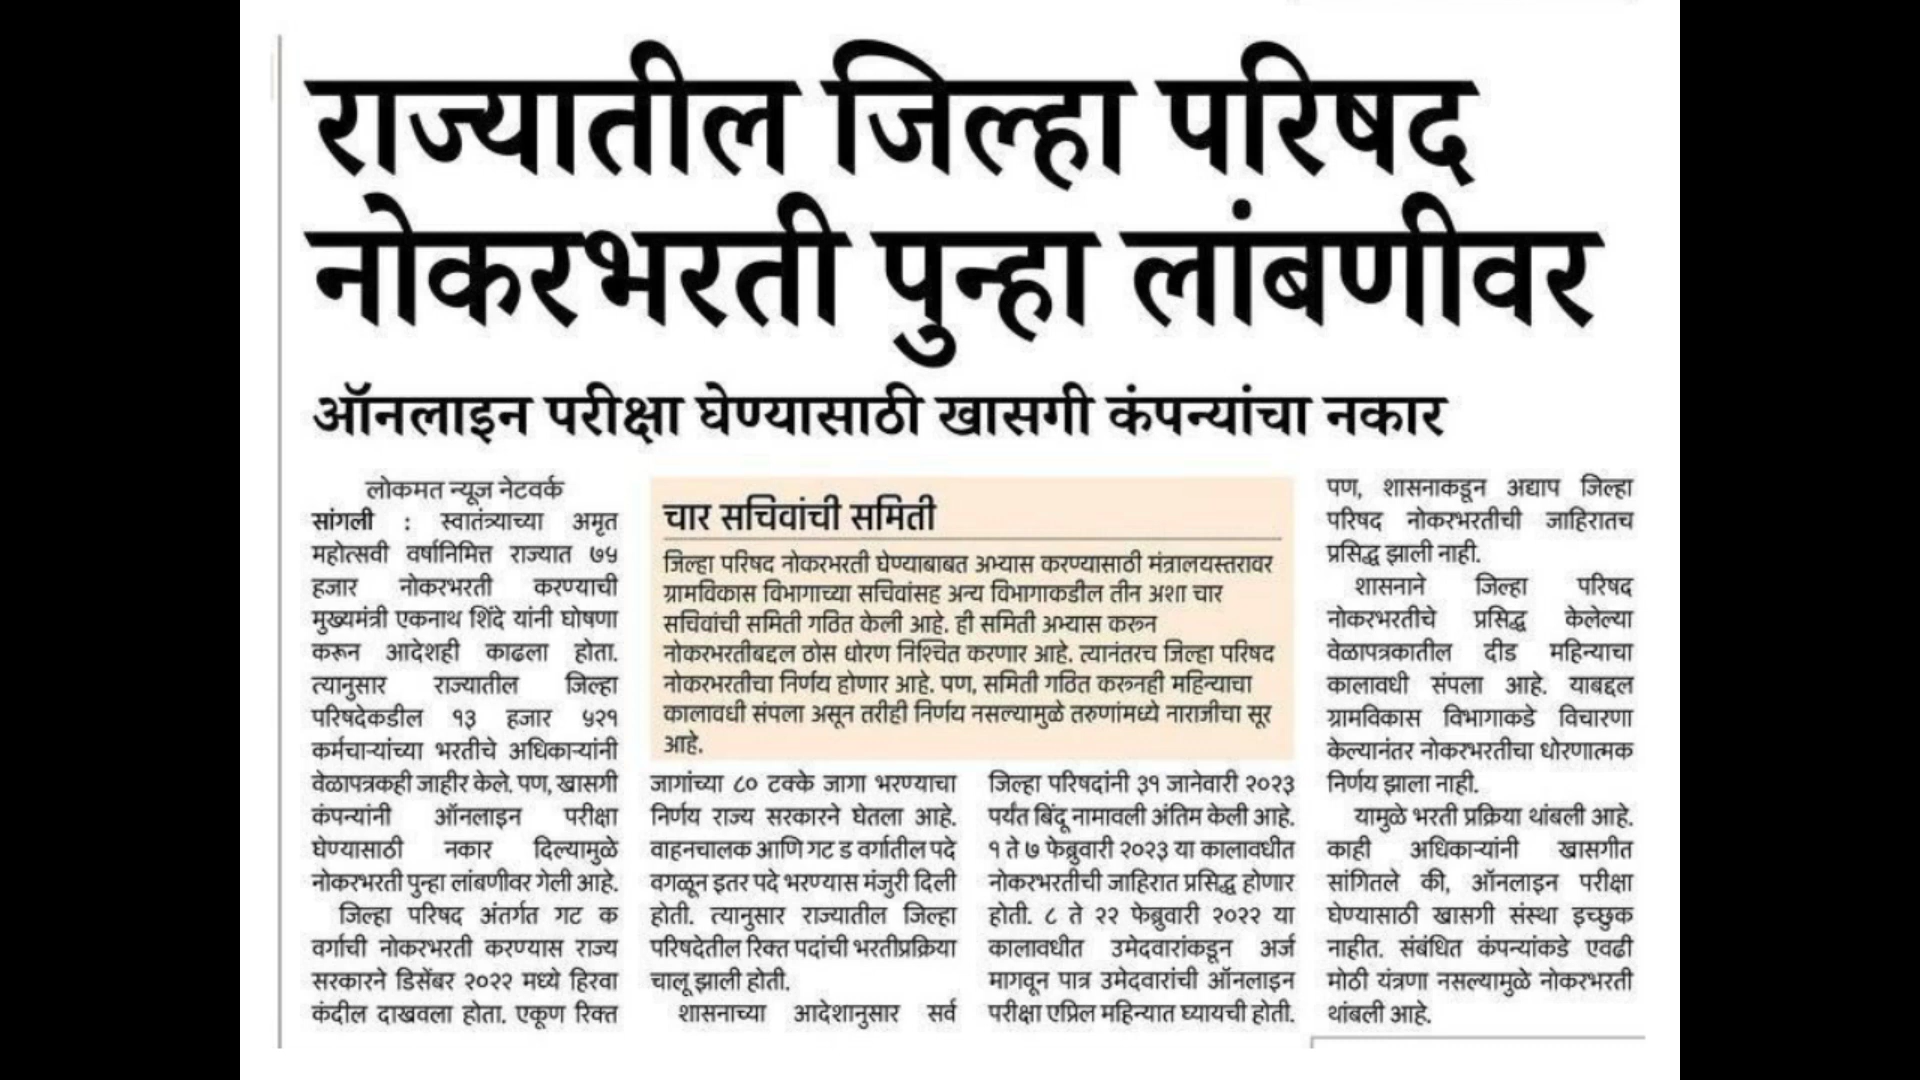 राज्यातील जिल्हा परिषद
नोकरभरती पुन्हा लांबणीवर
ऑनलाइन परीक्षा घेण्यासाठी खासगी कंपन्यांचा नकार
लोकमत न्यूज नेटवर्क
सांगली : स्वातंत्र्याच्या अमृत
महोत्सवी वर्षानिमित्त राज्यात ७५
हजार नोकरभरती करण्याची
मुख्यमंत्री एकनाथ शिंदे यांनी घोषणा
करून आदेशही काढला होता.
त्यानुसार राज्यातील जिल्हा
परिषदेकडील १३ हजार ५२१
कर्मचाऱ्यांच्या भरतीचे अधिकाऱ्यांनी
वेळापत्रकही जाहीर केले. पण, खासगी
कंपन्यांनी ऑनलाइन परीक्षा
घेण्यासाठी नकार दिल्यामुळे
नोकरभरती पुन्हा लांबणीवर गेली आहे.
जिल्हा परिषद अंतर्गत गट क
वर्गाची नोकरभरती करण्यास राज्य
सरकारने डिसेंबर २०२२ मध्ये हिरवा
कंदील दाखवला होता. एकूण रिक्त
चार सचिवांची समिती
जिल्हा परिषद नोकरभरती घेण्याबाबत अभ्यास करण्यासाठी मंत्रालयस्तरावर
ग्रामविकास विभागाच्या सचिवांसह अन्य विभागाकडील तीन अशा चार
सचिवांची समिती गठित केली आहे. ही समिती अभ्यास करून
नोकरभरतीबद्दल ठोस धोरण निश्चित करणार आहे. त्यानंतरच जिल्हा परिषद
नोकरभरतीचा निर्णय होणार आहे. पण, समिती गठित करूनही महिन्याचा
कालावधी संपला असून तरीही निर्णय नसल्यामुळे तरुणांमध्ये नाराजीचा सूर
आहे.
जागांच्या ८० टक्के जागा भरण्याचा
निर्णय राज्य सरकारने घेतला आहे.
वाहनचालक आणि गट ड वर्गातील पदे
वगळून इतर पदे भरण्यास मंजुरी दिली
होती. त्यानुसार राज्यातील जिल्हा
परिषदेतील रिक्त पदांची भरतीप्रक्रिया
चालू झाली होती.
शासनाच्या आदेशानुसार सर्व
जिल्हा परिषदांनी ३१ जानेवारी २०२३
पर्यंत बिंदू नामावली अंतिम केली आहे.
१ ते ७ फेब्रुवारी २०२३ या कालावधीत
नोकरभरतीची जाहिरात प्रसिद्ध होणार
होती. ८ ते २२ फेब्रुवारी २०२२ या
कालावधीत उमेदवारांकडून अर्ज
मागवून पात्र उमेदवारांची ऑनलाइन
परीक्षा एप्रिल महिन्यात घ्यायची होती.
पण, शासनाकडून अद्याप जिल्हा
परिषद नोकरभरतीची जाहिरातच
प्रसिद्ध झाली नाही.
शासनाने जिल्हा परिषद
नोकरभरतीचे प्रसिद्ध केलेल्या
वेळापत्रकातील दीड महिन्याचा
कालावधी संपला आहे. याबद्दल
ग्रामविकास विभागाकडे विचारणा
केल्यानंतर नोकरभरतीचा धोरणात्मक
निर्णय झाला नाही.
यामुळे भरती प्रक्रिया थांबली आहे.
काही अधिकाऱ्यांनी खासगीत
सांगितले की, ऑनलाइन परीक्षा
घेण्यासाठी खासगी संस्था इच्छुक
नाहीत. संबंधित कंपन्यांकडे एवढी
मोठी यंत्रणा नसल्यामुळे नोकरभरती
थांबली आहे.